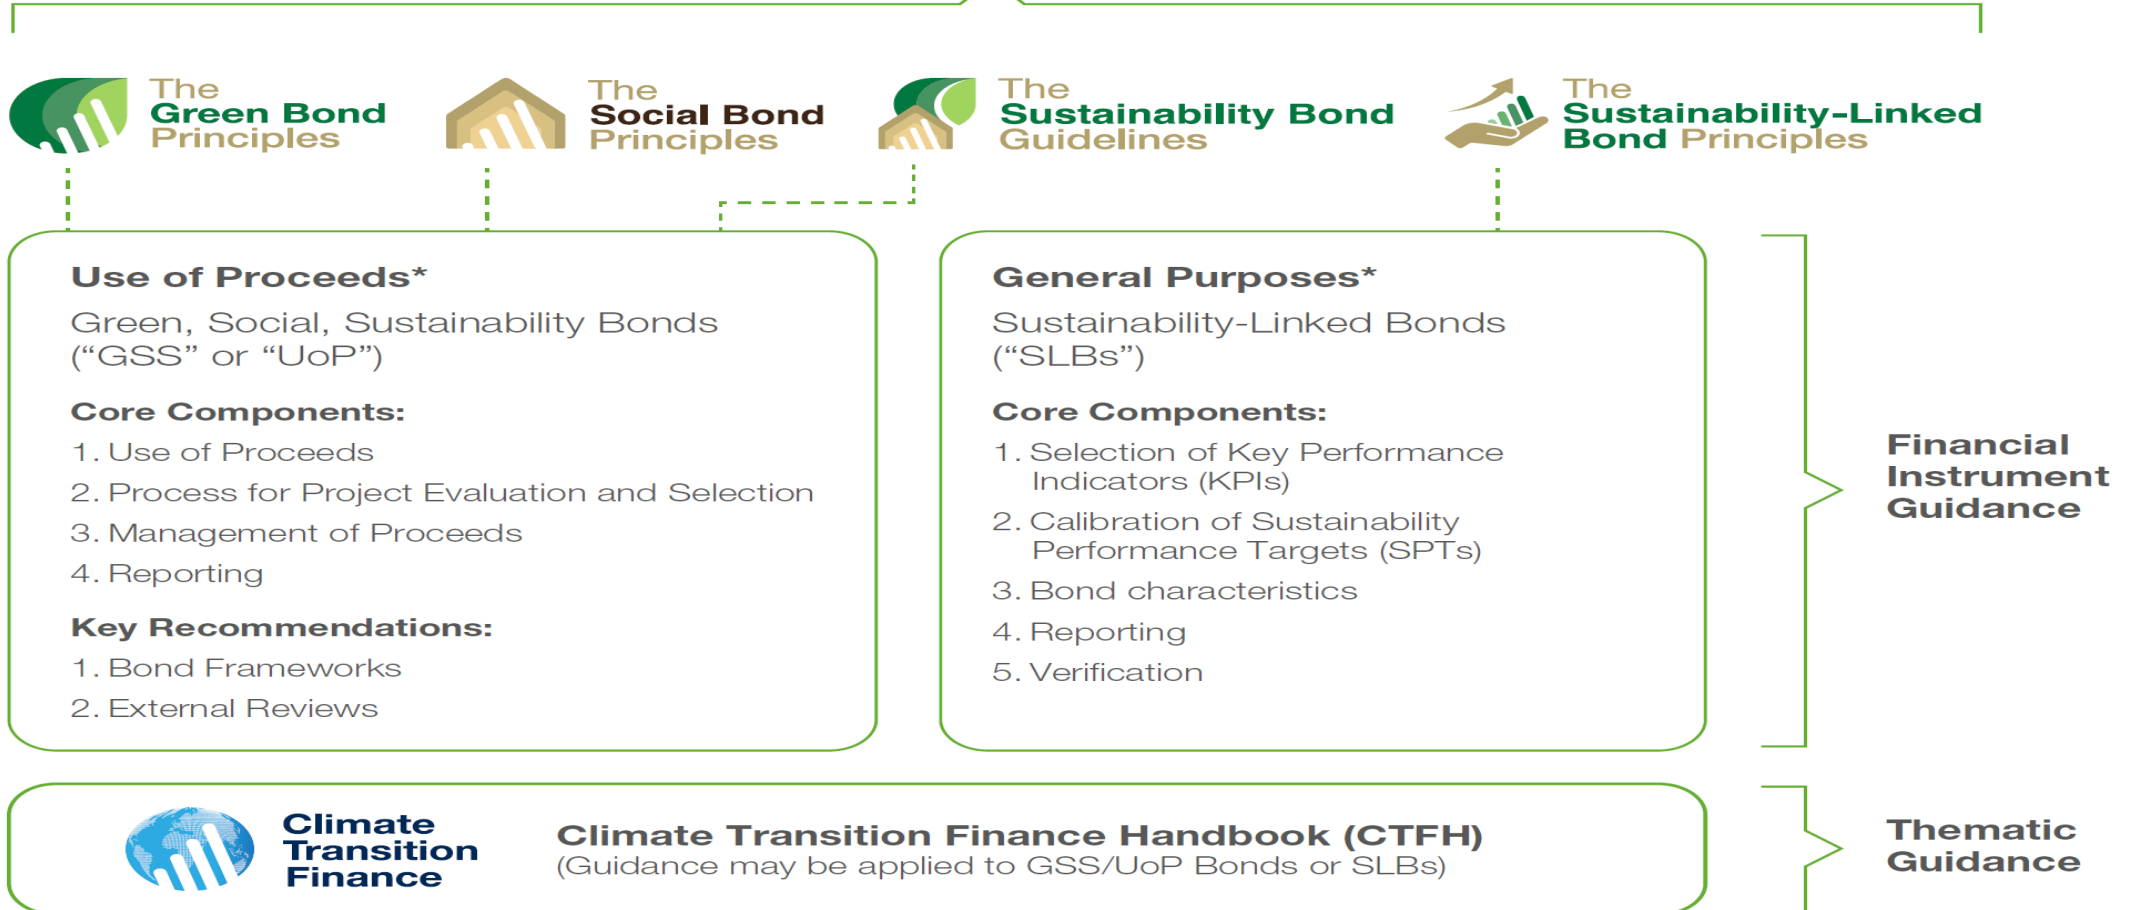 The
Green Bond
Principles
The
Social Bond
Principles
The
Sustainability Bond
Guidelines
The
Sustainability-Linked
Bond Principles
Use of Proceeds*
Green, Social, Sustainability Bonds
(“GSS” or “UoP”)
Core Components:
1. Use of Proceeds
2. Process for Project Evaluation and Selection
3. Management of Proceeds
4. Reporting
Key Recommendations:
1. Bond Frameworks
2. External Reviews
General Purposes*
Sustainability-Linked Bonds
(“SLBs”)
Core Components:
1. Selection of Key Performance
Indicators (KPIs)
2. Calibration of Sustainability
Performance Targets (SPTs)
3. Bond characteristics
4. Reporting
5. Verification
Financial
Instrument
Guidance
Climate
Transition
Finance
Climate Transition Finance Handbook (CTFH)
(Guidance may be applied to GSS/UoP Bonds or SLBs)
Thematic
Guidance